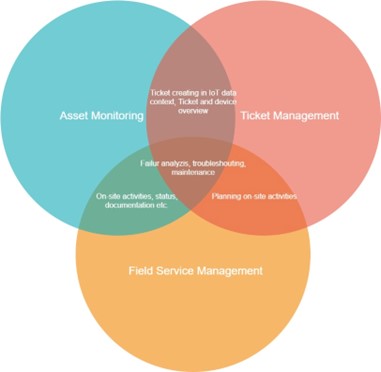 Ticket creating in IoT data
context, Ticket and device
overview
Asset Monitoring
Ticket Management
Faifur analyzis, troubleshouting,
maintenance
On-site activities, status,
documentation etc.
Planning on site activities
Field Service Management